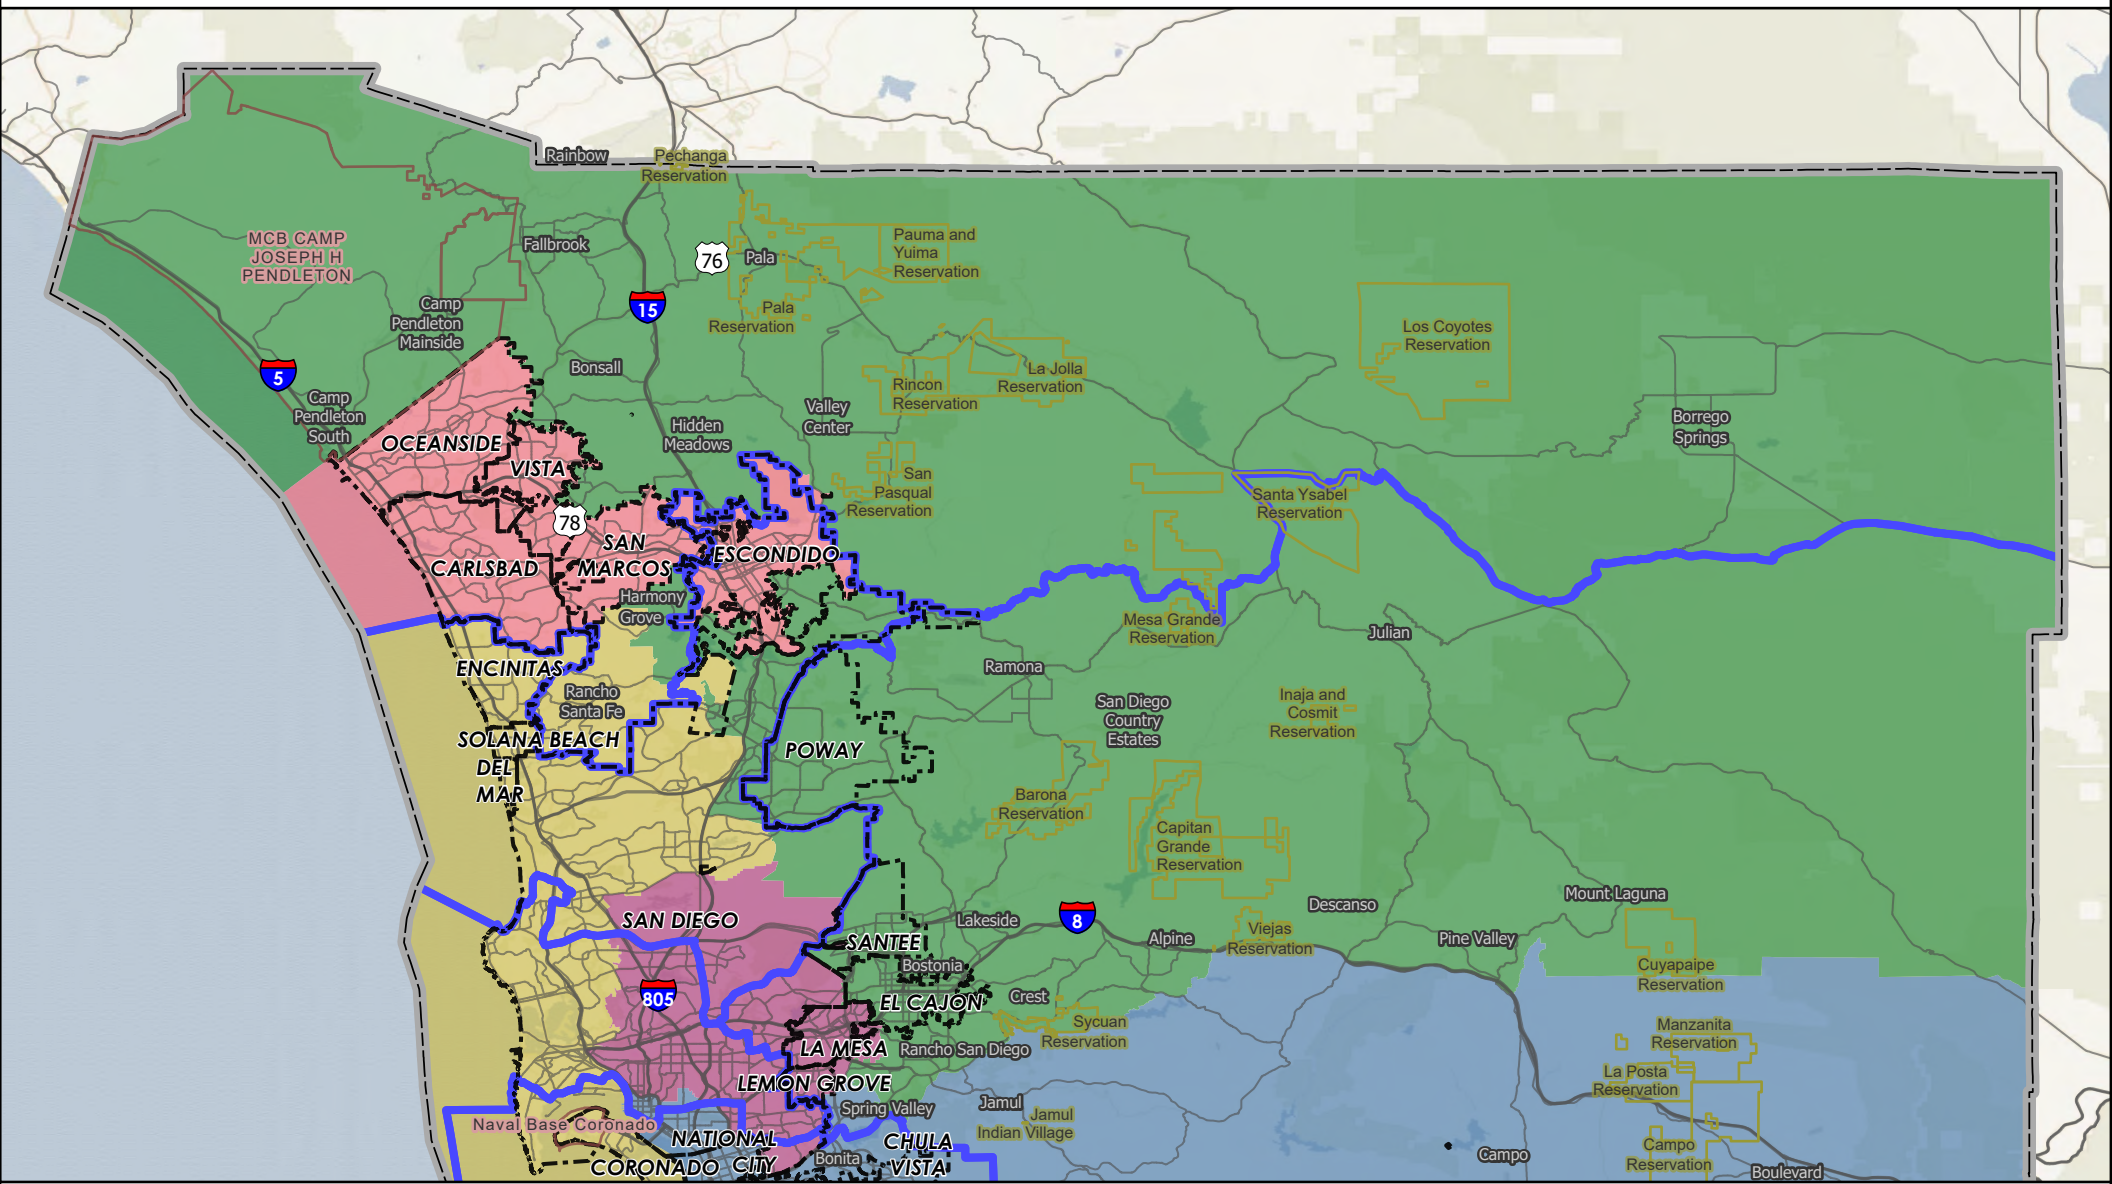 Rainbow
Pechanga
Reservation
MCB CAMP
JOSEPH H
PENDLETON
Fallbrook
76
Pala
Pauma and
Yuima
Reservation
Camp
Pendleton
Mainside
15
Pala
Reservation
Los Coyotes
Reservation
5
Bonsall
La Jolla
Reservation
Rincon
Reservation
Camp
Pendleton
South
Hidden
Meadows
Valley
Center
Borrego
Springs
OCEANSIDE
VISTA
San
Pasqual
Reservation
Santa Ysabel
Reservation
78
SAN
MARCOS
ESCONDIDO
CARLSBAD
Harmony
Grove
Mesa Grande
Reservation
Julian
ENCINITAS
Ramona
Rancho
Santa Fe
San Diego
Country
Estates
Inaja and
Cosmit
Reservation
SOLANA BEACH
POWAY
DEL
MAR
Barona
Reservation
Capitan
Grande
Reservation
Mount Laguna
Descanso
SAN DIEGO
Lakeside
8
SANTEE
Alpine
Viejas
Reservation
Pine Valley
Bostonia
Cuyapaipe
Reservation
805
EL CAJON
Crest
Sycuan
Reservation
Manzanita
Reservation
LA MESA
Rancho San Diego
La Posta
Reservation
LEMON GROVE
Spring Valley
Jamul
Jamul
Indian Village
Naval Base Coronado
NATIONAL
CITY
CHULA
VISTA
Bonita
CORONADO
Campo
Campo
Reservation
Boulevard